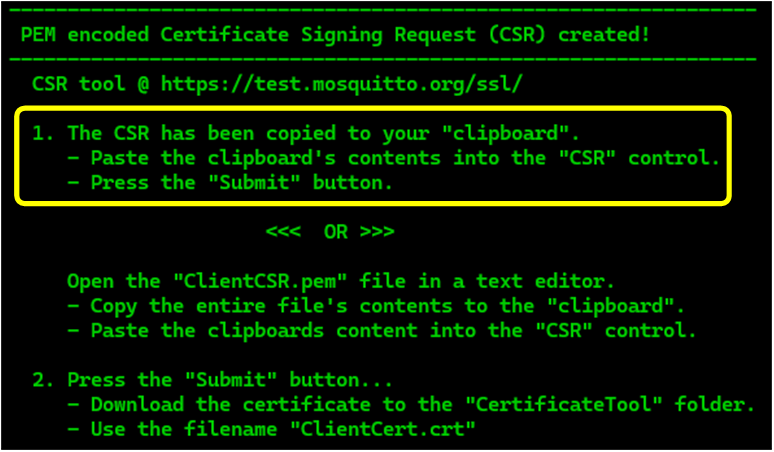 PEM encoded Certificate Signing Request (CSR) created!
CSR tool @ https://test.mosquitto.org/ssl/
1. The CSR has been copied to your "clipboard".
- Paste the clipboard's contents into the "CSR" control.
- Press the "Submit" button.
<<< OR >>>
Open the "ClientCSR.pem" file in a text editor.
- Copy the entire file's contents to the "clipboard".
- Paste the clipboards content into the "CSR" control.
2. Press the "Submit" button...
- Download the certificate to the "CertificateTool" folder.
- Use the filename "ClientCert.crt"